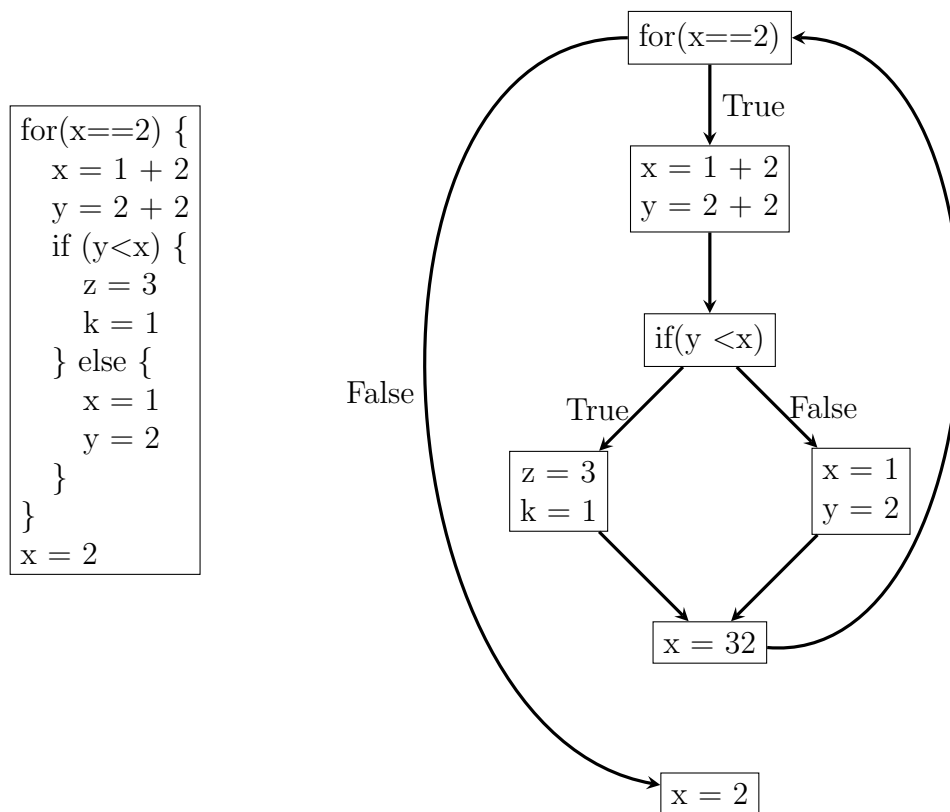 for(x==2) {
x = 1 + 2
y = 2 + 2
if (y<x) {
z = 3
k = 1
} else {
x = 1
y = 2
}
}
x = 2
for(x==2)
True
x = 1 + 2
y = 2 + 2
if(y <x)
False
True
False
z = 3
k = 1
x = 1
y = 2
x = 32
x = 2